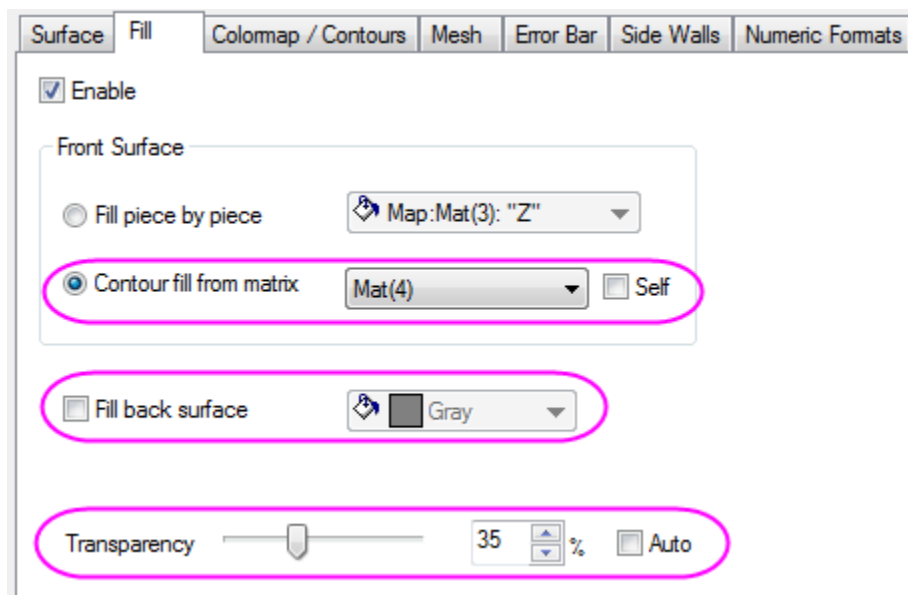 Surface Fill Colormap / Contours Mesh Error Bar Side Walls Numeric Formats
Enable
Front Surface
Fill piece by piece Map:Mat(3): "Z"
Contour fill from matrix Mat(4) Self
Fill back surface Gray
Transparency 35 % Auto